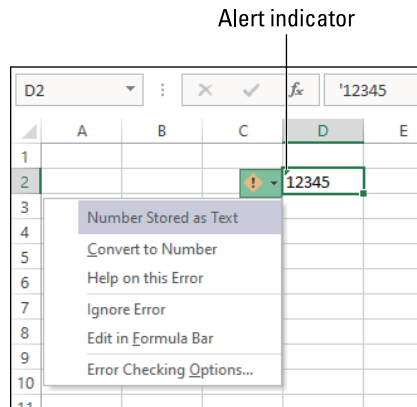 Alert indicator
D2 fx '12345
A B C D E
1
2 12345
3
Number Stored as Text
4
Convert to Number
5
Help on this Error
6
7 Ignore Error
8 Edit in Formula Bar
9
Error Checking Options...
10
11